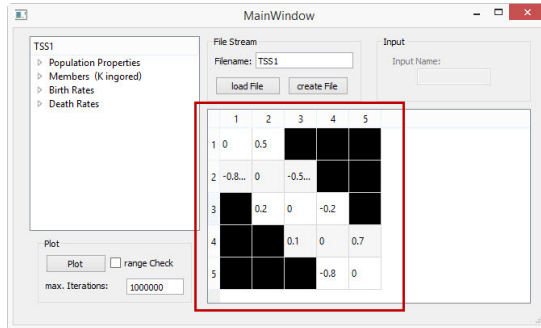 MainWindow
TSS1
Population Properties
Members (K ingored)
Birth Rates
Death Rates
File Stream
Filename: TSS1
load File create File
Input
Input Name:
1 2 3 4 5
1 0 0.5
2 -0.8... 0 -0.5...
3 0.2 0 -0.2
4 0.1 0 0.7
5 -0.8 0
Plot
Plot range Check
max. Iterations: 1000000